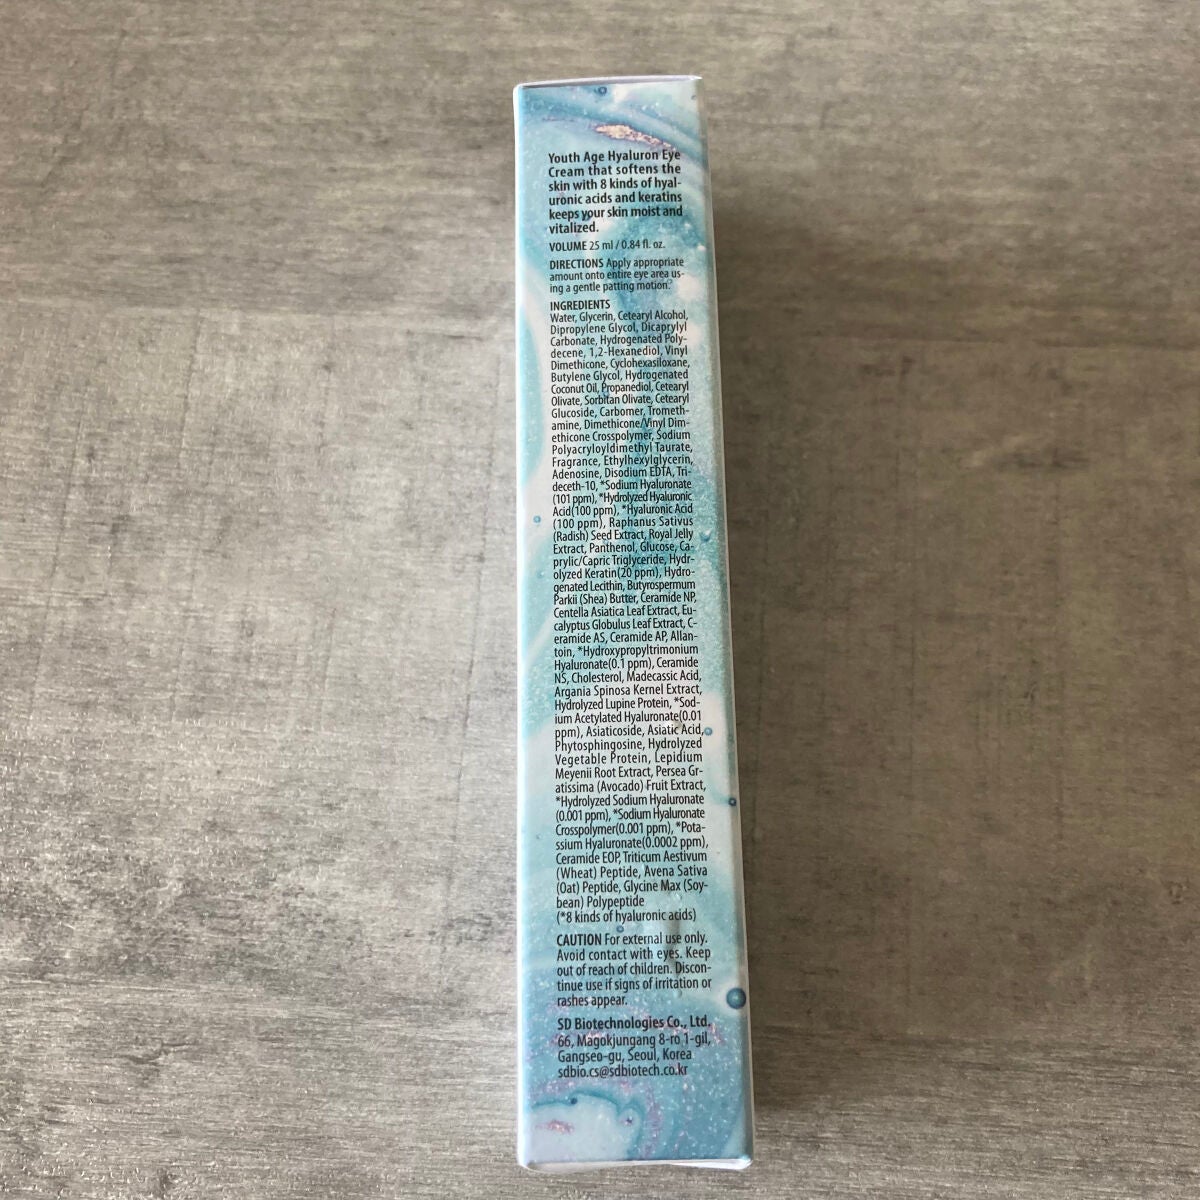 Youth Age Hyaluron Eye
Cream that softens the
skin with 8 kinds of hyal-
uronic acids and keratins
keeps your skin moist and
vitalized.
VOLUME 25 ml / 0.84 fl. oz.
DIRECTIONS Apply appropriate
amount onto entire eye area us-
ing a gentle patting motion.
INGREDIENTS
Water, Glycerin, Cetearyl Alcohol,
Dipropylene Glycol, Dicaprylyl
Carbonate, Hydrogenated Poly-
decene, 1,2-Hexanediol, Vinyl
Dimethicone, Cyclohexasiloxane,
Butylene Glycol, Hydrogenated
Coconut Oil, Propanediol, Cetearyl
Olivate, Sorbitan Olivate, Cetearyl
Glucoside, Carbomer, Trometh-
amine, Dimethicone/Vinyl Dim-
ethicone Crosspolymer, Sodium
Polyacryloyldimethyl Taurate,
Fragrance, Ethylhexylglycerin,
Adenosine, Disodium EDTA, Tri-
deceth-10, *Sodium Hyaluronate
(101 ppm), *Hydrolyzed Hyaluronic
Acid(100 ppm), *Hyaluronic Acid
(100 ppm), Raphanus Sativus
(Radish) Seed Extract, Royal Jelly
Extract, Panthenol, Glucose, Ca-
prylic/Capric Triglyceride, Hydr-
olyzed Keratin(20 ppm), Hydro-
genated Lecithin, Butyrospermum
Parkii (Shea) Butter, Ceramide NP,
Centella Asiatica Leaf Extract, Eu-
calyptus Globulus Leaf Extract, C-
eramide AS, Ceramide AP, Allan-
toin, *Hydroxypropyltrimonium
Hyaluronate(0.1 ppm), Ceramide
NS, Cholesterol, Madecassic Acid,
Argania Spinosa Kernel Extract,
Hydrolyzed Lupine Protein, *Sod-
ium Acetylated Hyaluronate(0.01
ppm), Asiaticoside, Asiatic Acid,
Phytosphingosine, Hydrolyzed
Vegetable Protein, Lepidium
Meyenii Root Extract, Persea Gr-
atissima (Avocado) Fruit Extract,
*Hydrolyzed Sodium Hyaluronate
(0.001 ppm), *Sodium Hyaluronate
Crosspolymer(0.001 ppm), *Pota-
ssium Hyaluronate(0.0002 ppm),
Ceramide EOP, Triticum Aestivum
(Wheat) Peptide, Avena Sativa
(Oat) Peptide, Glycine Max (Soy-
bean) Polypeptide
(*8 kinds of hyaluronic acids)
CAUTION For external use only.
Avoid contact with eyes. Keep
out of reach of children. Discon-
tinue use if signs of irritation or
rashes appear.
SD Biotechnologies Co., Ltd.
66, Magokjungang 8-ro 1-gil,
Gangseo-gu, Seoul, Korea
sdbio.cs@sdbiotech.co.kr